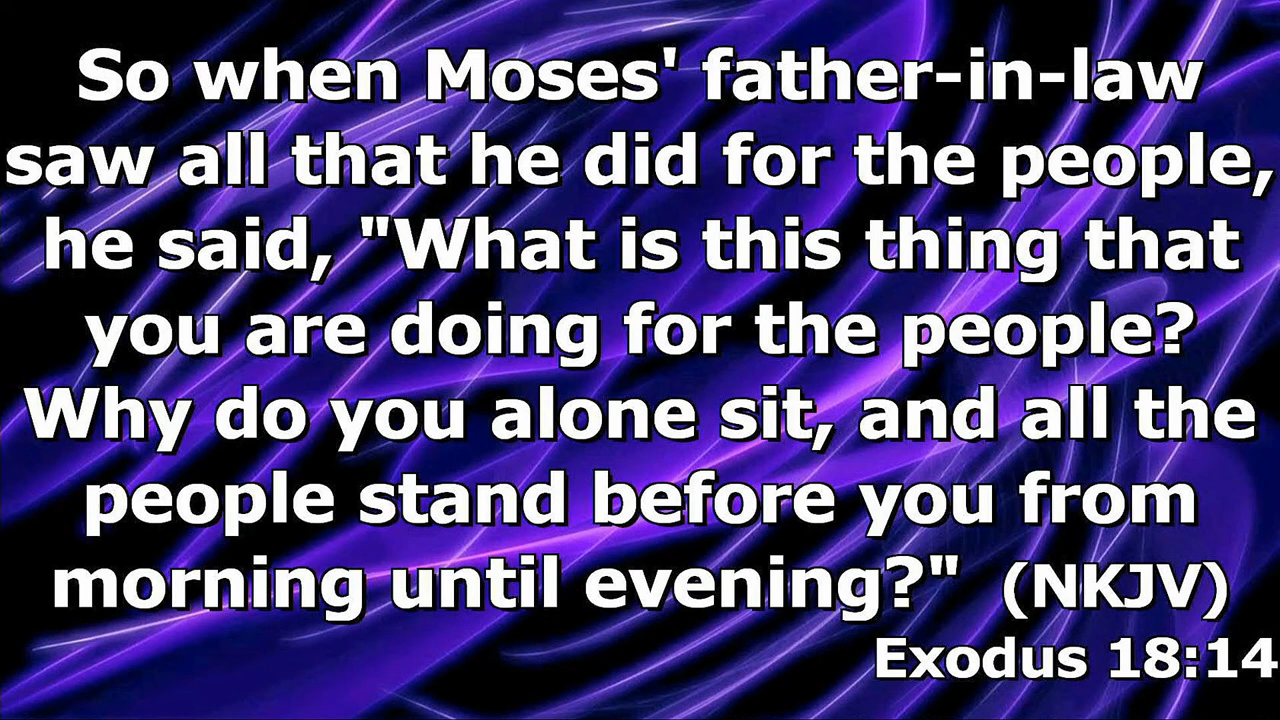 So when Moses' father-in-law
saw all that he did for the people,
he said, "What is this thing that
you are doing for the people?
Why do you alone sit, and all the
people stand before you from
morning until evening?" (NKJV)
Exodus 18:14